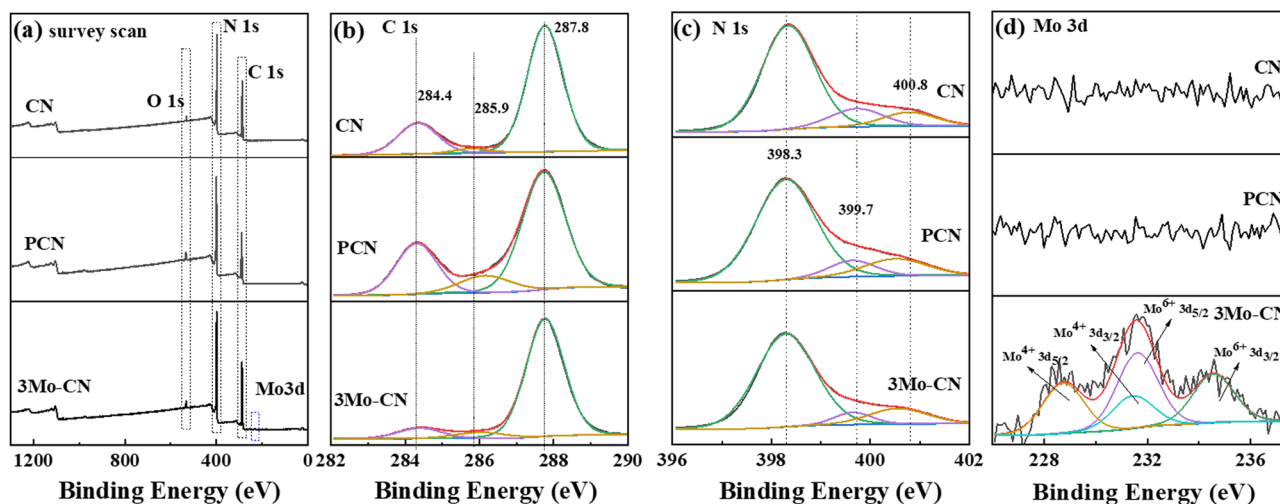 (a) survey scan
N 1s
C 1s
O 1s
CN
PCN
3Mo-CN
Mo3d
1200 800 400 0
Binding Energy (eV)
(b) C 1s
287.8
284.4
285.9
CN
PCN
3Mo-CN
282 284 286 288 290
Binding Energy (eV)
(c) N 1s
400.8
CN
398.3
399.7
PCN
3Mo-CN
396 398 400 402
Binding Energy (eV)
(d) Mo 3d
CN
PCN
3Mo-CN
Mo6+ 3d5/2
Mo4+ 3d3/2
Mo4+ 3d5/2
Mo6+ 3d3/2
228 232 236
Binding Energy (eV)